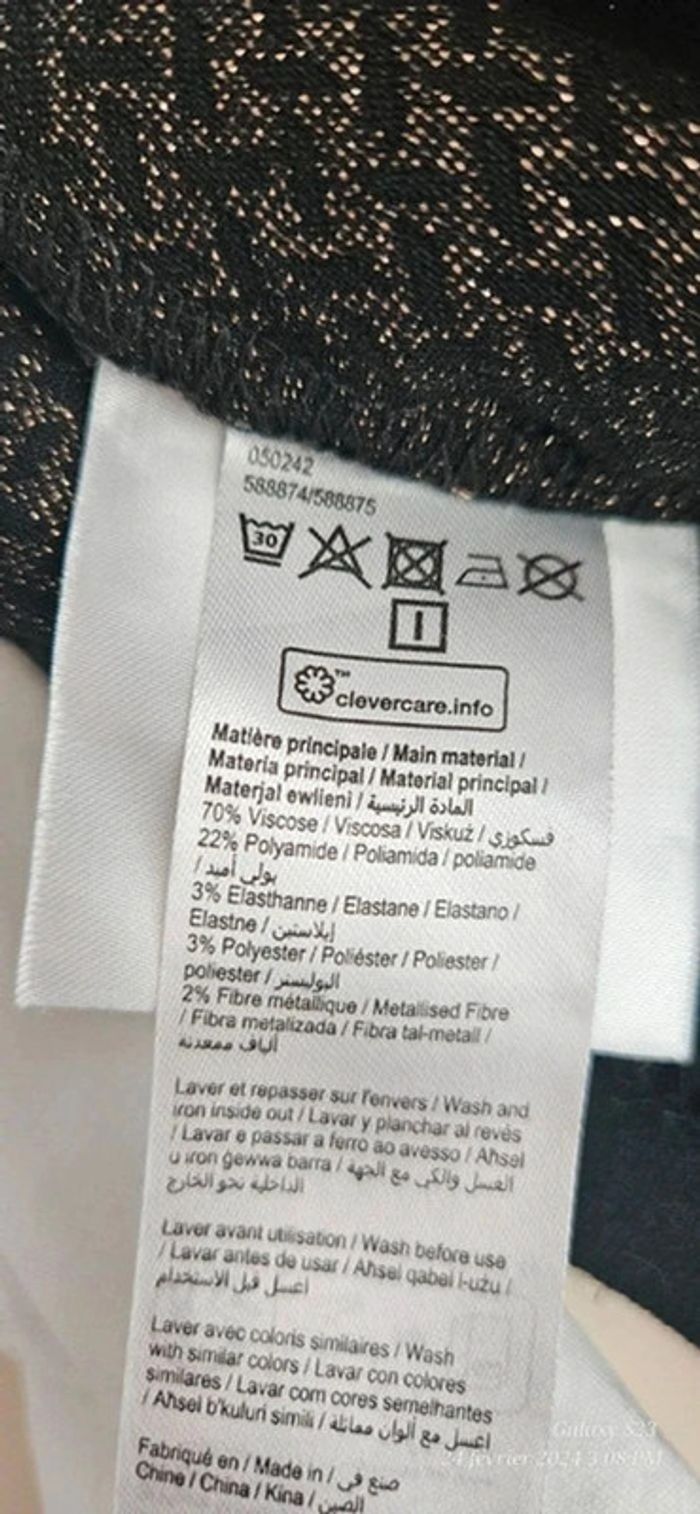 050242
588874/588875
30
clevercare.info
Matière principale / Main material /
Materia principal / Material principal /
Materjal ewlieni / المادة الرئيسية
70% Viscose / Viscosa / Viskuż / فسكوزي
22% Polyamide / Poliamida / poliamide
/ بولي أميد
3% Elasthanne / Elastane / Elastano /
Elastne / إيلاستين
3% Polyester / Poliéster / Poliester /
poliester / البوليستر
2% Fibre métallique / Metallised Fibre
/ Fibra metalizada / Fibra tal-metall /
ألياف ممعدنة
Laver et repasser sur l'envers / Wash and
iron inside out / Lavar y planchar al revés
/ Lavar e passar a ferro ao avesso / Aħsel
u iron ġewwa barra / الغسل والكي مع الجهة
الداخلية نحو الخارج
Laver avant utilisation / Wash before use
/ Lavar antes de usar / Aħsel qabel l-użu /
اغسل قبل الاستخدام
Laver avec coloris similaires / Wash
with similar colors / Lavar con colores
similares / Lavar com cores semelhantes
/ Aħsel b'kuluri simili / اغسل مع ألوان مماثلة
Fabriqué en / Made in / صنع في
Chine / China / Kina / الصين
Galaxy S23
24 février 2024 3:08PM